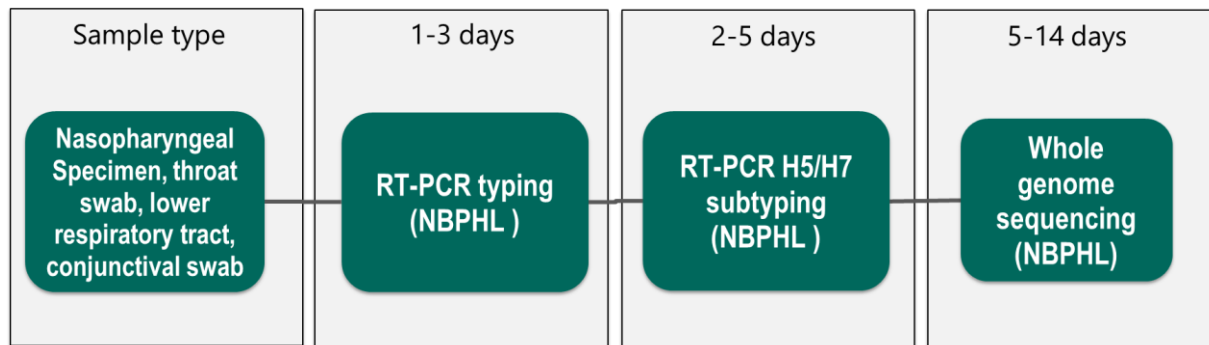 Sample type
Nasopharyngeal
Specimen, throat
swab, lower
respiratory tract,
conjunctival swab
1-3 days
RT-PCR typing
(NBPHL )
2-5 days
RT-PCR H5/H7
subtyping
(NBPHL )
5-14 days
Whole
genome
sequencing
(NBPHL)